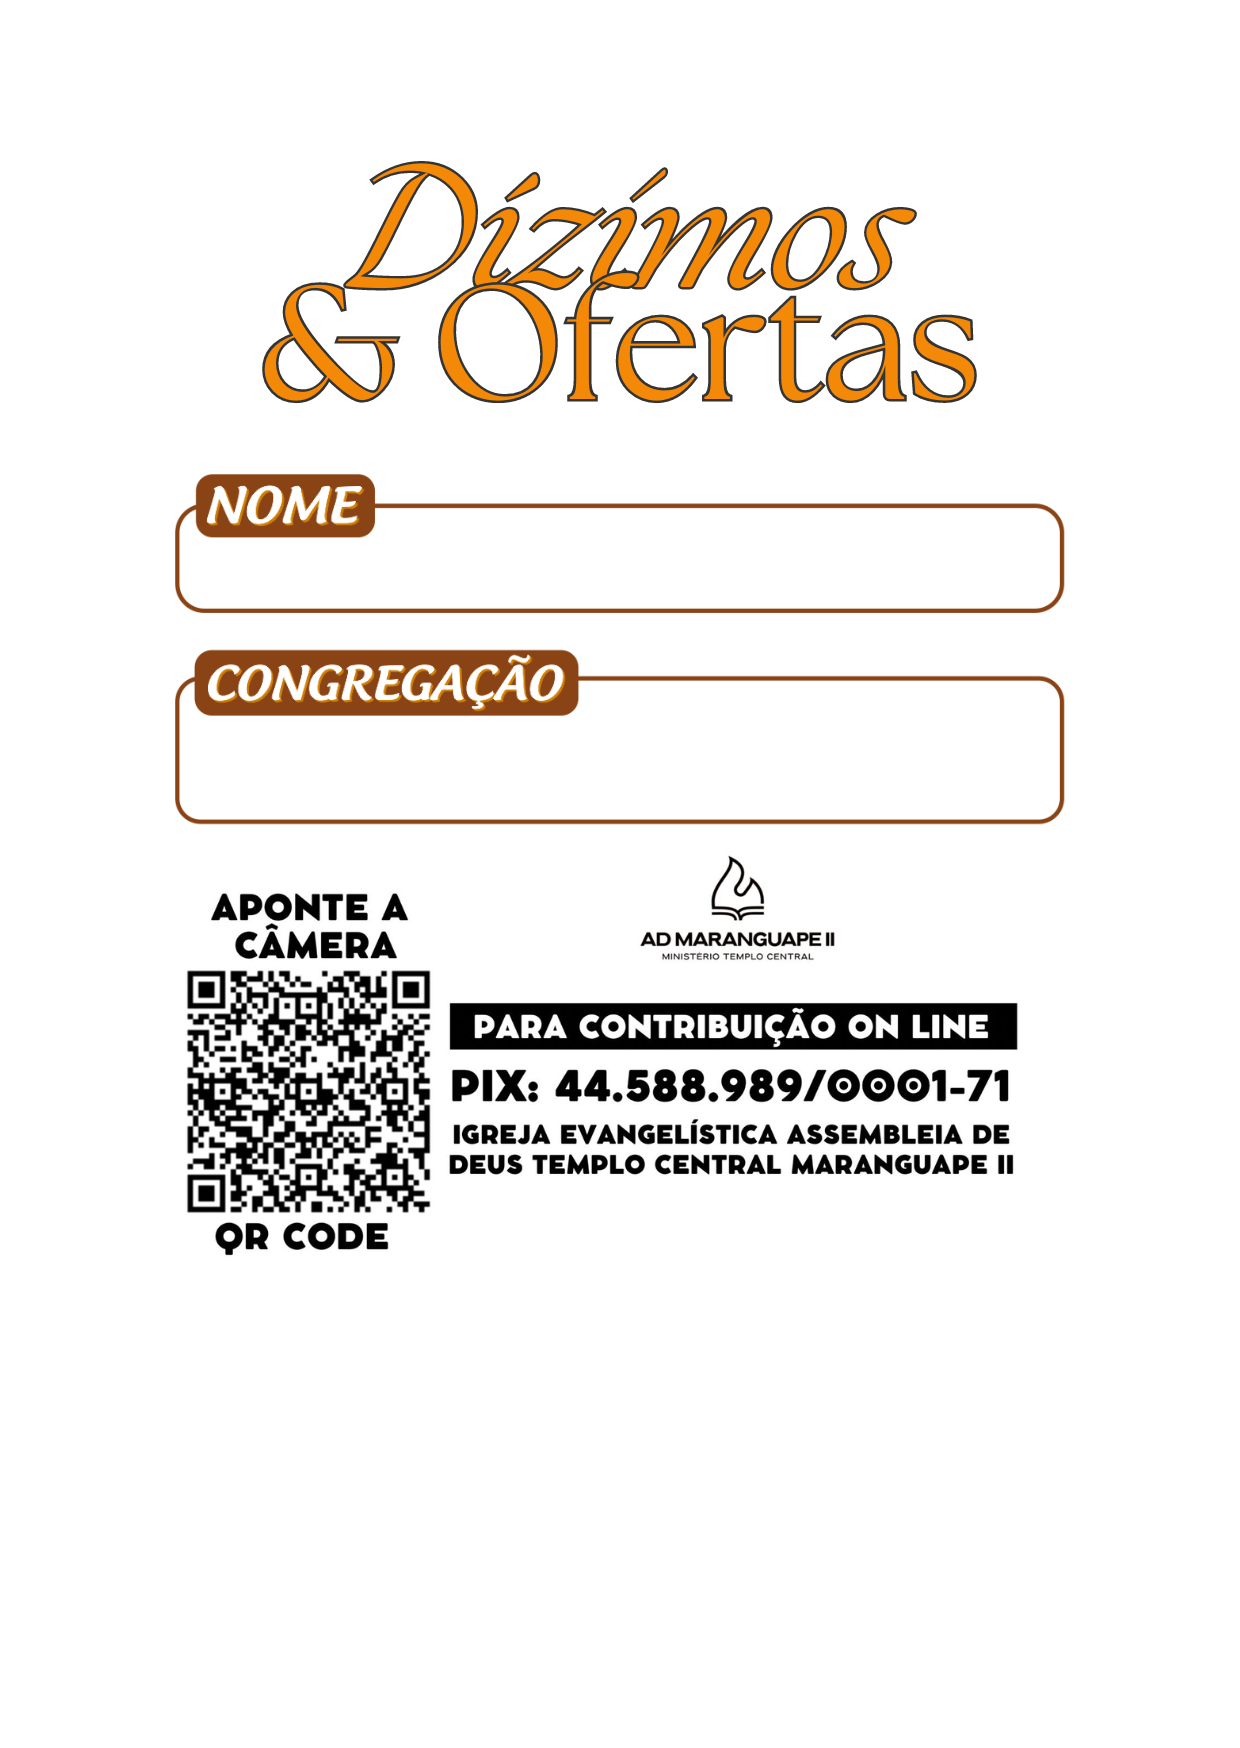 Dízimos
& Ofertas
NOME
CONGREGAÇÃO
APONTE A
CÂMERA
QR CODE
AD MARANGUAPE II
MINISTÉRIO TEMPLO CENTRAL
PARA CONTRIBUIÇÃO ON LINE
PIX: 44.588.989/0001-71
IGREJA EVANGELÍSTICA ASSEMBLEIA DE
DEUS TEMPLO CENTRAL MARANGUAPE II